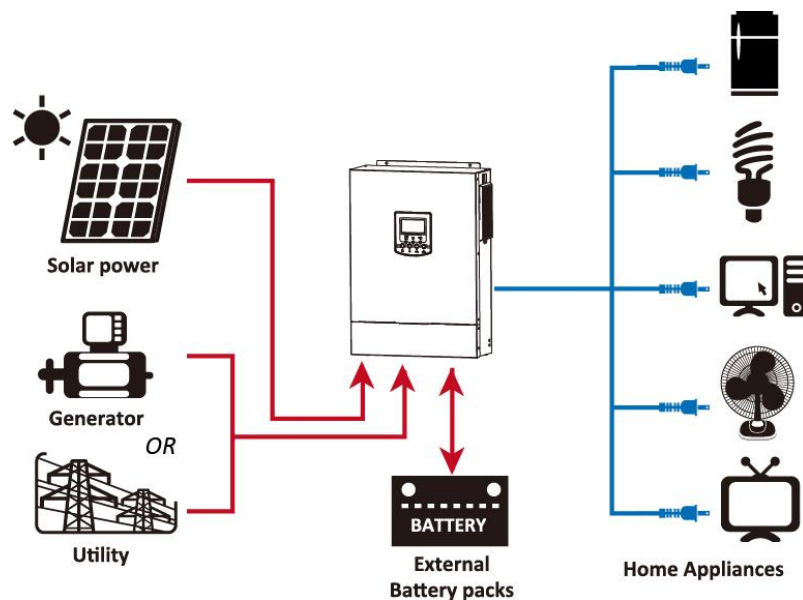 Solar power
Generator
OR
Utility
BATTERY
External
Battery packs
Home Appliances